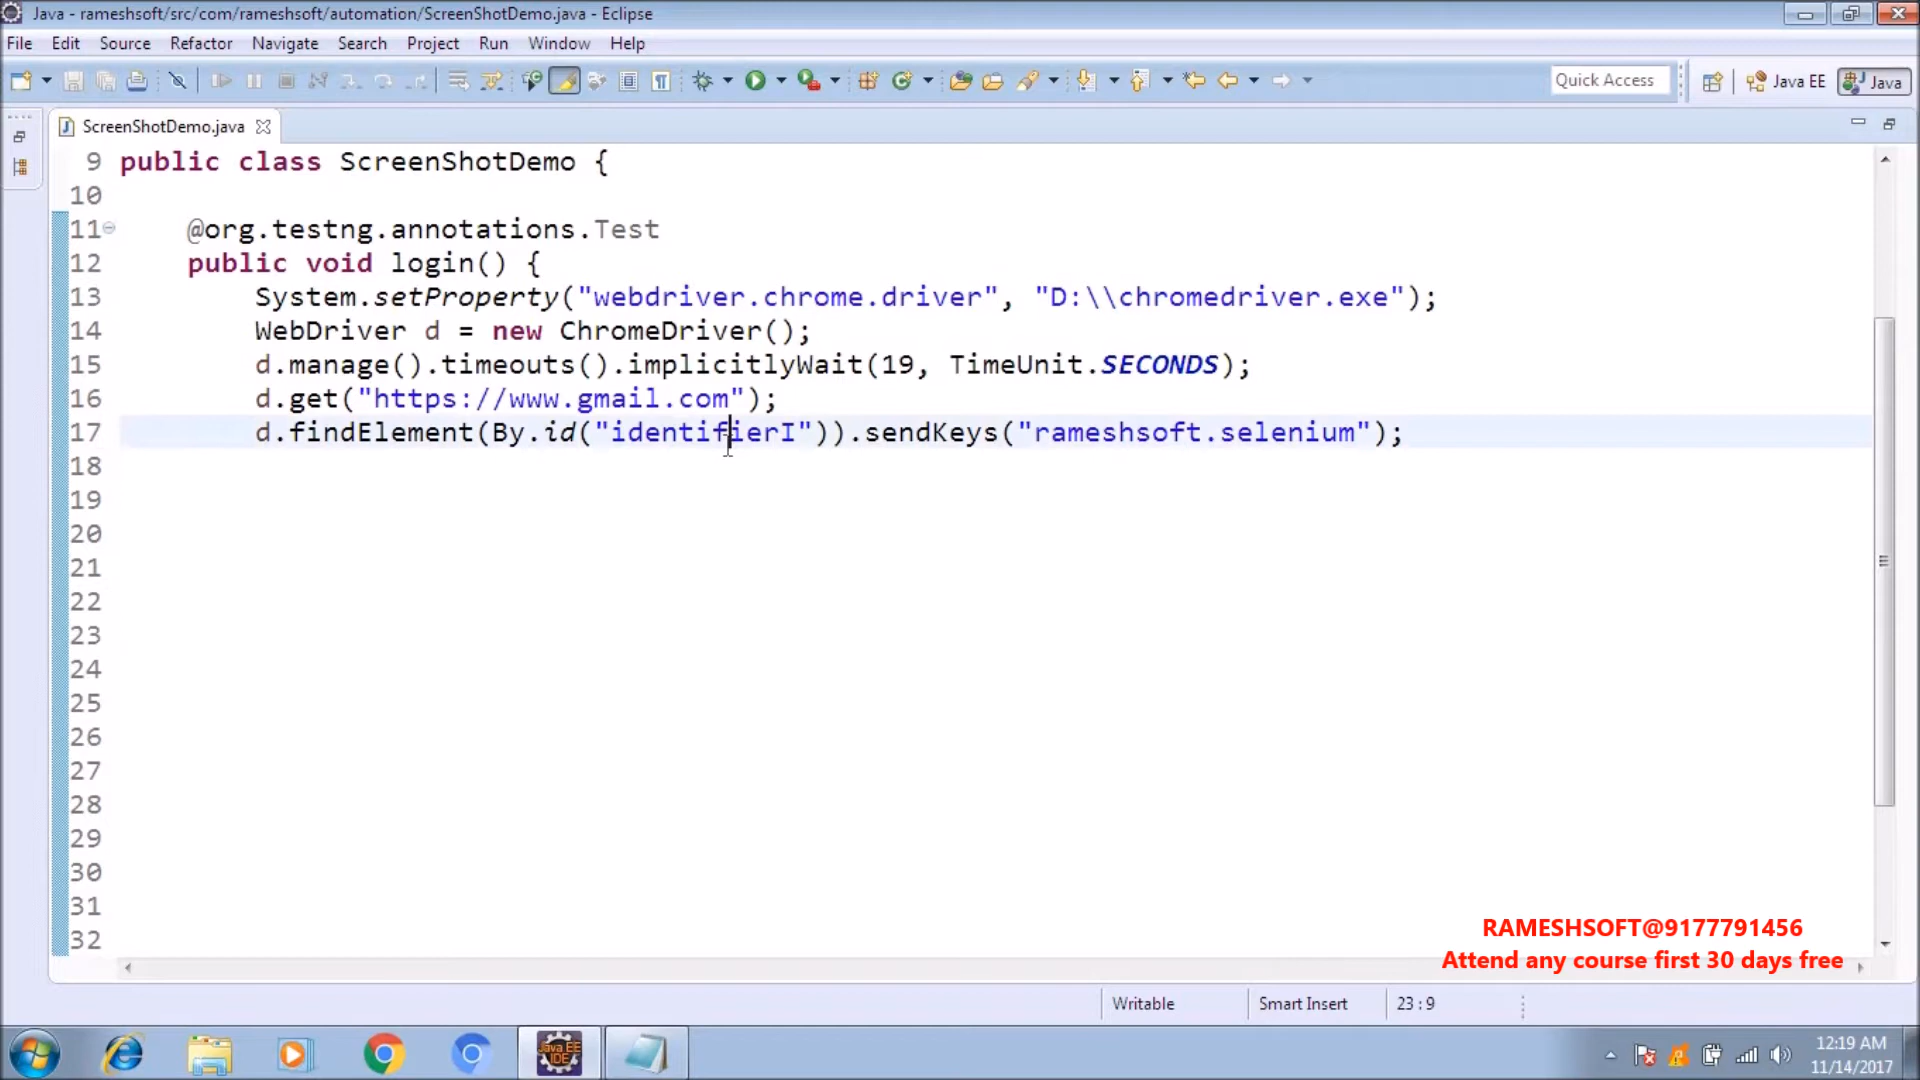 Java - rameshsoft/src/com/rameshsoft/automation/ScreenShotDemo.java - Eclipse
File Edit Source Refactor Navigate Search Project Run Window Help
Quick Access Java EE Java
ScreenShotDemo.java
9 public class ScreenShotDemo {
10
11 @org.testng.annotations.Test
12 public void login() {
13 System.setProperty("webdriver.chrome.driver", "D:\\chromedriver.exe");
14 WebDriver d = new ChromeDriver();
15 d.manage().timeouts().implicitlyWait(19, TimeUnit.SECONDS);
16 d.get("https://www.gmail.com");
17 d.findElement(By.id("identifierI")).sendKeys("rameshsoft.selenium");
18
19
20
21
22
23
24
25
26
27
28
29
30
31
32
RAMESHSOFT@9177791456
Attend any course first 30 days free
Writable Smart Insert 23 : 9
Java EE
IDE
12:19 AM
11/14/2017